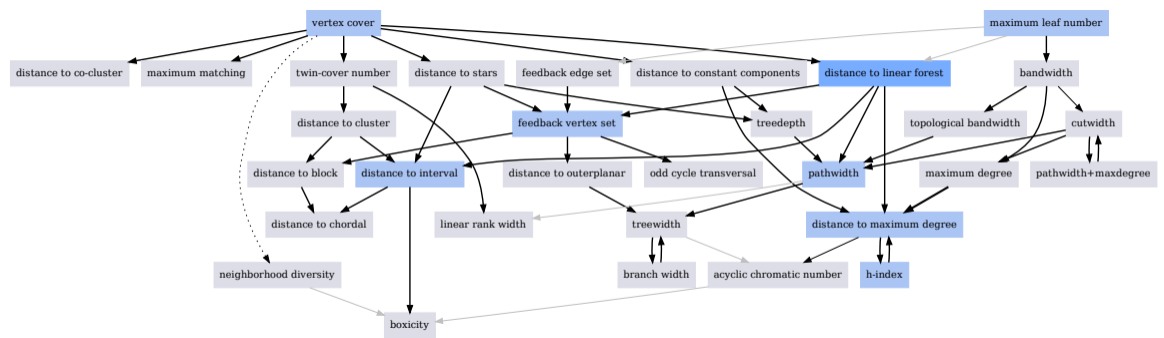 vertex cover
maximum leaf number
distance to co-cluster
maximum matching
twin-cover number
distance to stars
feedback edge set
distance to constant components
distance to linear forest
bandwidth
distance to cluster
feedback vertex set
treedepth
topological bandwidth
cutwidth
distance to block
distance to interval
distance to outerplanar
odd cycle transversal
pathwidth
maximum degree
pathwidth+maxdegree
distance to chordal
linear rank width
treewidth
distance to maximum degree
neighborhood diversity
branch width
acyclic chromatic number
h-index
boxicity